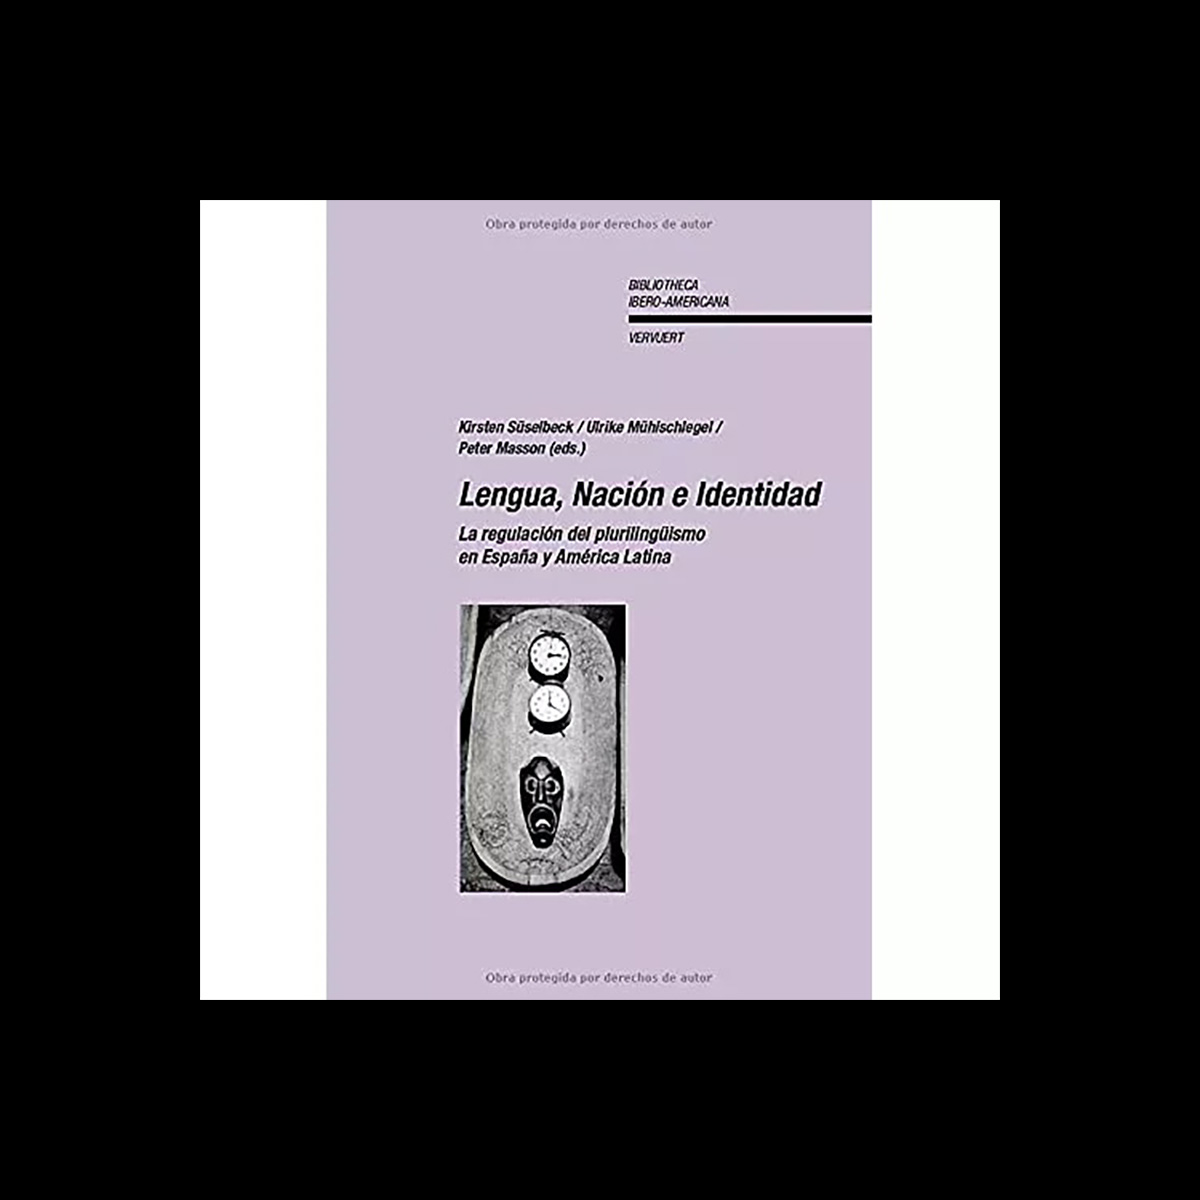 Obra protegida por derechos de autor
BIBLIOTHECA
IBERO-AMERICANA
VERVUERT
Kirsten Süselbeck / Ulrike Mühlschlegel /
Peter Masson (eds.)
Lengua, Nación e Identidad
La regulación del plurilingüismo
en España y América Latina
Obra protegida por derechos de autor